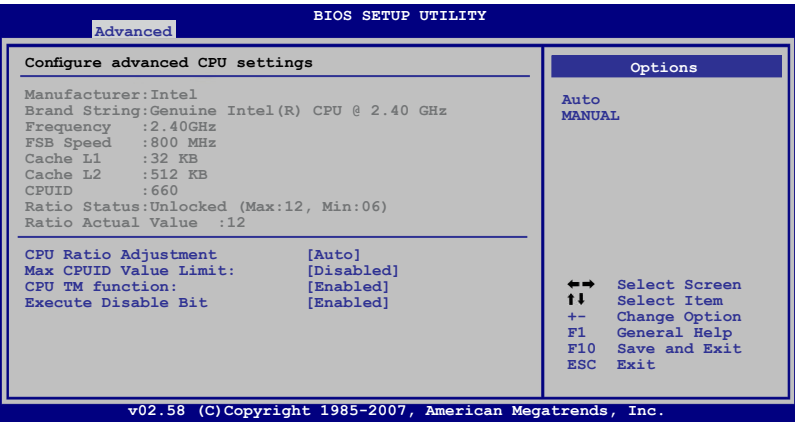 BIOS SETUP UTILITY
Advanced
Configure advanced CPU settings
Manufacturer:Intel
Brand String:Genuine Intel(R) CPU @ 2.40 GHz
Frequency :2.40GHz
FSB Speed :800 MHz
Cache L1 :32 KB
Cache L2 :512 KB
CPUID :660
Ratio Status:Unlocked (Max:12, Min:06)
Ratio Actual Value :12
CPU Ratio Adjustment [Auto]
Max CPUID Value Limit: [Disabled]
CPU TM function: [Enabled]
Execute Disable Bit [Enabled]
Options
Auto
MANUAL
←→ Select Screen
↑↓ Select Item
+- Change Option
F1 General Help
F10 Save and Exit
ESC Exit
v02.58 (C)Copyright 1985-2007, American Megatrends, Inc.